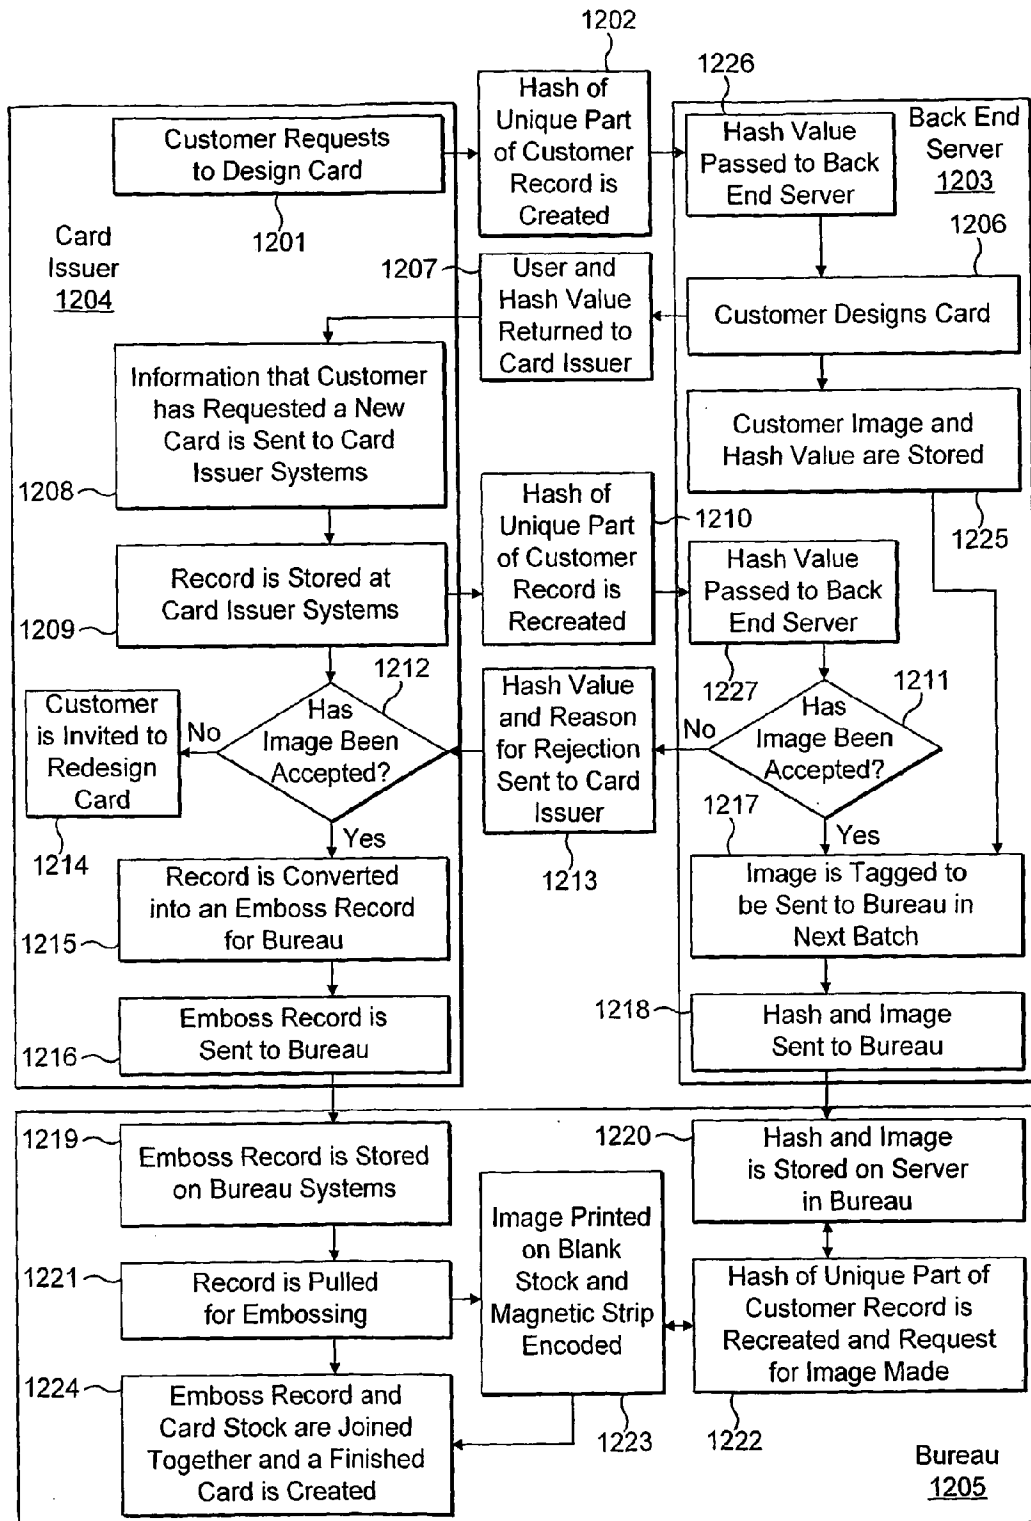 1202
Hash of
Unique Part
of Customer
Record is
Created
1226
Hash Value
Passed to Back
End Server
Back End
Server
1203
Customer Requests
to Design Card
1201
Card
Issuer
1204
1207
User and
Hash Value
Returned to
Card Issuer
1206
Customer Designs Card
Information that Customer
has Requested a New
Card is Sent to Card
Issuer Systems
1208
Customer Image and
Hash Value are Stored
1225
Hash of
Unique Part
of Customer
Record is
Recreated
1210
Record is Stored at
Card Issuer Systems
1209
Hash Value
Passed to Back
End Server
1227
1212
Has
Image Been
Accepted?
No
Yes
Customer
is Invited to
Redesign
Card
1214
Hash Value
and Reason
for Rejection
Sent to Card
Issuer
1213
1211
Has
Image Been
Accepted?
No
Yes
1217
Record is Converted
into an Emboss Record
for Bureau
1215
Image is Tagged to
be Sent to Bureau in
Next Batch
Emboss Record is
Sent to Bureau
1216
1218
Hash and Image
Sent to Bureau
1219
Emboss Record is Stored
on Bureau Systems
1220
Hash and Image
is Stored on Server
in Bureau
1221
Record is Pulled
for Embossing
Image Printed
on Blank
Stock and
Magnetic Strip
Encoded
1223
Hash of Unique Part of
Customer Record is
Recreated and Request
for Image Made
1222
1224
Emboss Record and
Card Stock are Joined
Together and a Finished
Card is Created
Bureau
1205